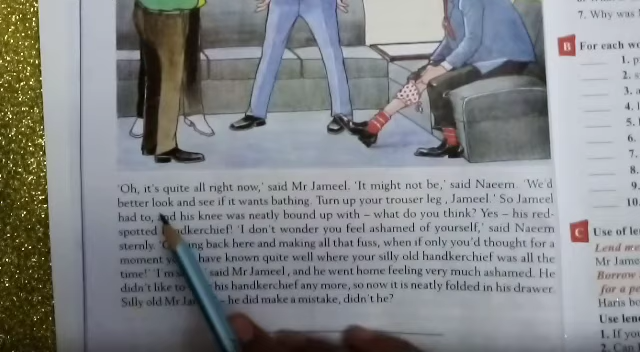 'Oh, it's quite all right now,' said Mr Jameel. 'It might not be,' said Naeem. 'We'd
better look and see if it wants bathing. Turn up your trouser leg , Jameel.' So Jameel
had to, and his knee was neatly bound up with – what do you think? Yes – his red-
spotted handkerchief! 'I don't wonder you feel ashamed of yourself,' said Naeem
sternly. back here and making all that fuss, when if only you'd thought for a
moment have known quite well where your silly old handkerchief was all the
time!' said Mr Jameel, and he went home feeling very much ashamed. He
didn't like to his handkerchief any more, so now it is neatly folded in his drawer.
Silly old Mr – he did make a mistake, didn't he?
7. Why was
B For each
1.
2.
3.
4.
5.
6.
7.
8.
9.
10.
C Use of
Mr Jame
Borrow
for a
Haris
Use
1. If you
2. Can